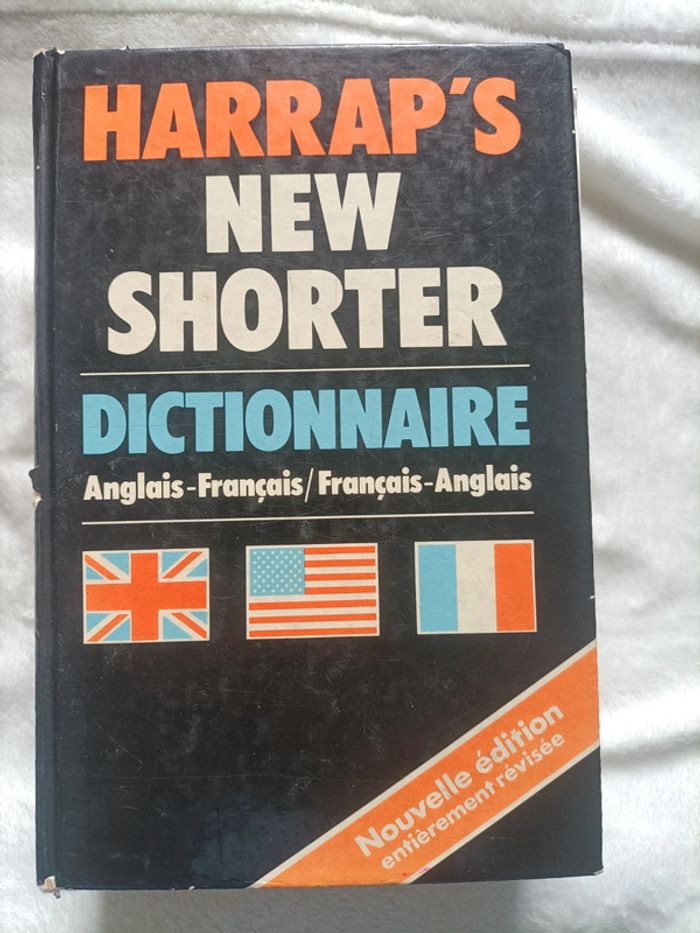 HARRAP'S
NEW
SHORTER
DICTIONNAIRE
Anglais-Français/Français-Anglais
Nouvelle édition
entièrement révisée